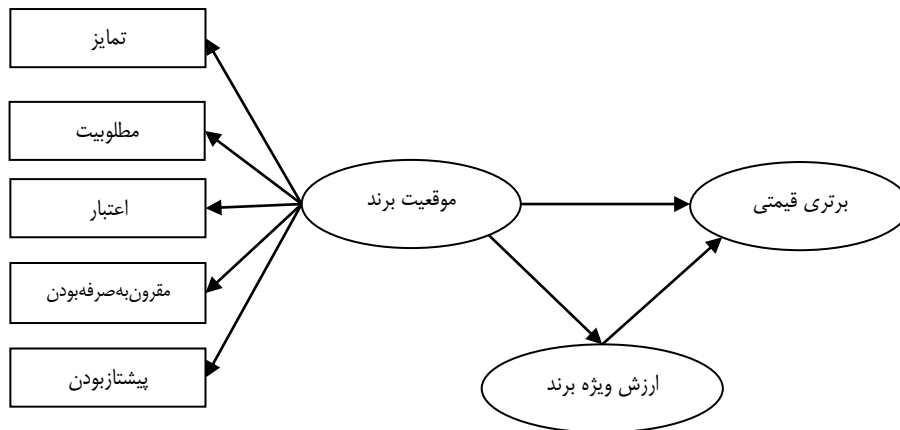 تمایز
مطلوبیت
اعتبار
مقرون‌به‌صرفه‌بودن
پیشتازبودن
موقعیت برند
برتری قیمتی
ارزش ویژه برند